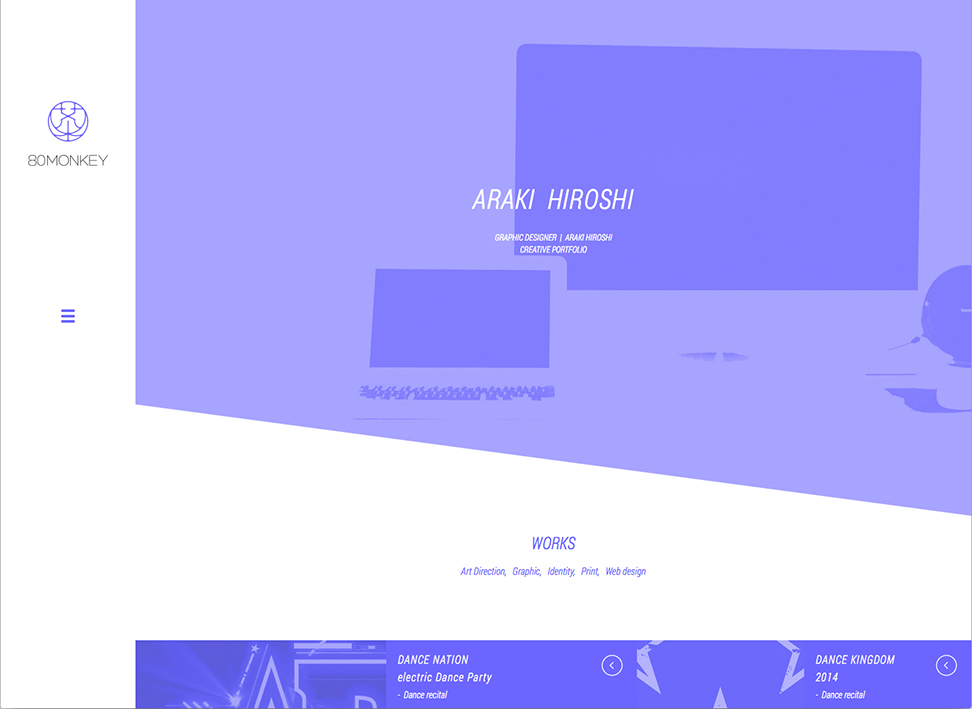 80MONKEY
ARAKI HIROSHI
GRAPHIC DESIGNER | ARAKI HIROSHI
CREATIVE PORTFOLIO
WORKS
Art Direction, Graphic, Identity, Print, Web design
DANCE NATION
electric Dance Party
- Dance recital
DANCE KINGDOM
2014
- Dance recital